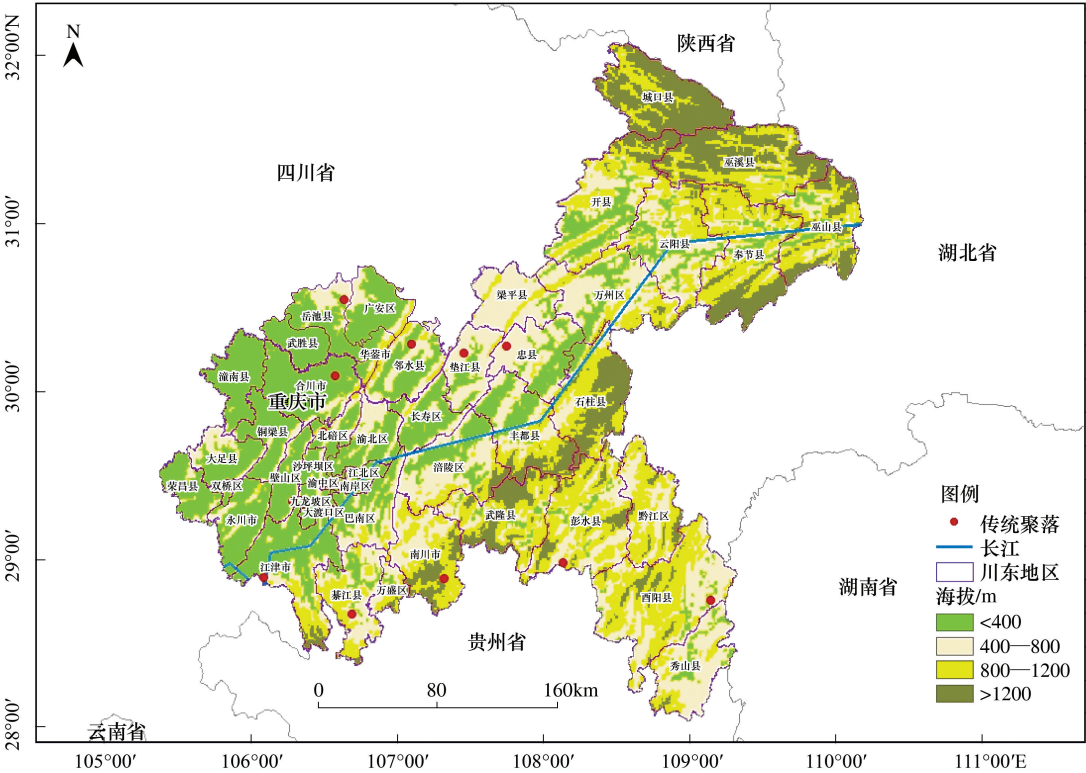 N
陕西省
四川省
湖北省
重庆市
湖南省
贵州省
云南省
城口县
巫溪县
开县
云阳县
巫山县
奉节县
梁平县
万州区
岳池县
广安区
武胜县
华蓥市
邻水县
垫江县
忠县
潼南县
合川市
石柱县
铜梁县
长寿区
北碚区
渝北区
丰都县
大足县
沙坪坝区
江北区
涪陵区
荣昌县
双桥区
璧山区
渝中区
南岸区
九龙坡区
大渡口区
永川市
巴南区
武隆县
彭水县
黔江区
南川市
江津市
綦江县
万盛区
酉阳县
秀山县
图例
传统聚落
长江
川东地区
海拔/m
<400
400—800
800—1200
>1200
0 80 160km
32°00′N
31°00′
30°00′
29°00′
28°00′
105°00′ 106°00′ 107°00′ 108°00′ 109°00′ 110°00′ 111°00′E